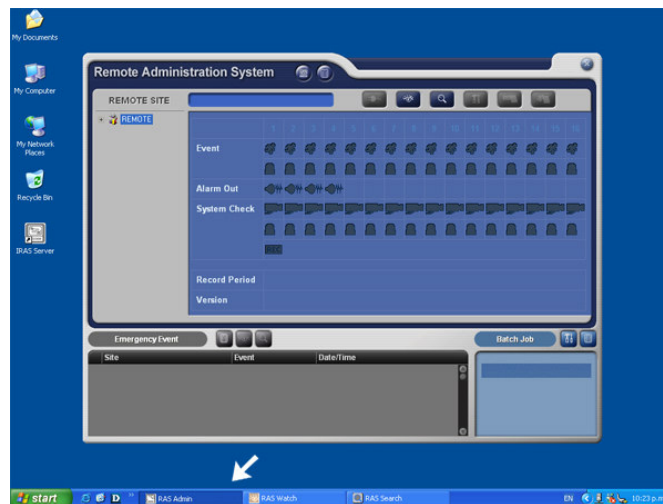 My Documents
Remote Administration System
My Computer
REMOTE SITE
REMOTE
1 2 3 4 5 6 7 8 9 10 11 12 13 14 15 16
My Network
Places
Event
Recycle Bin
Alarm Out
System Check
IRAS Server
Record Period
Version
Emergency Event
Batch Job
Site Event Date/Time
start D RAS Admin RAS Watch RAS Search EN 10:23 p.m